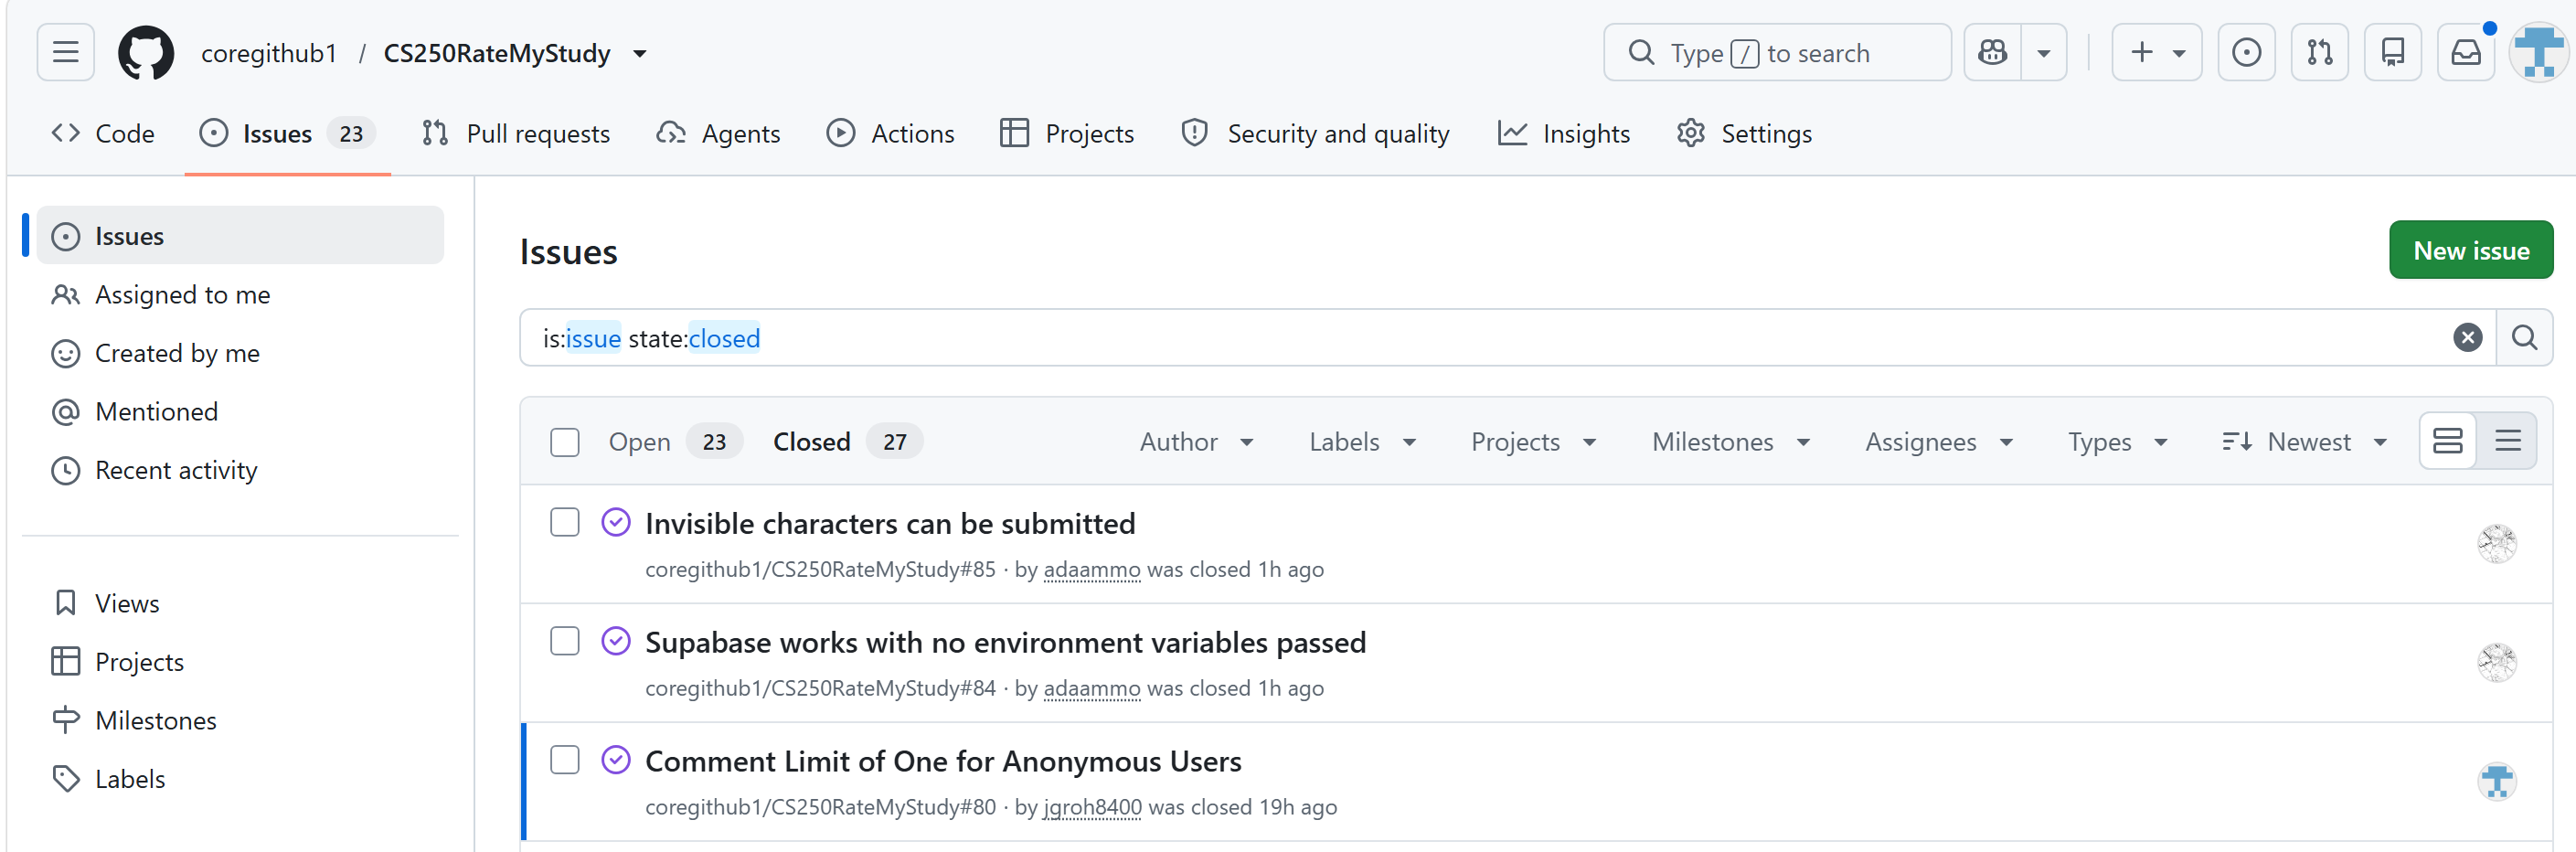 coregithub1 / CS250RateMyStudy
Type / to search
Code
Issues 23
Pull requests
Agents
Actions
Projects
Security and quality
Insights
Settings
Issues
Assigned to me
Created by me
Mentioned
Recent activity
Views
Projects
Milestones
Labels
Issues
New issue
is:issue state:closed
Open 23 Closed 27 Author Labels Projects Milestones Assignees Types Newest
Invisible characters can be submitted
coregithub1/CS250RateMyStudy#85 · by adaammo was closed 1h ago
Supabase works with no environment variables passed
coregithub1/CS250RateMyStudy#84 · by adaammo was closed 1h ago
Comment Limit of One for Anonymous Users
coregithub1/CS250RateMyStudy#80 · by jgroh8400 was closed 19h ago